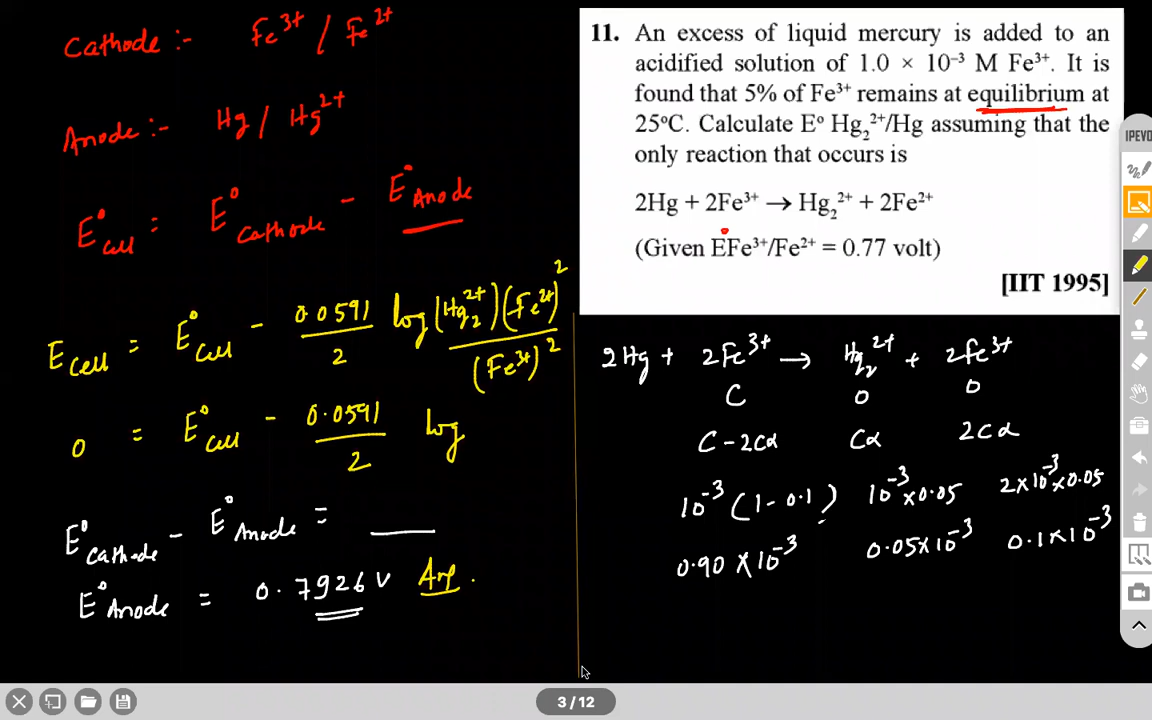 Cathode :- Fe³⁺ / Fe²⁺
Anode :- Hg / Hg²⁺
E°Cell = E°Cathode - E°Anode
Ecell = E°Cell - 0.0591/2 log (Hg₂²⁺)(Fe²⁺)²/(Fe³⁺)²
0 = E°Cell - 0.0591/2 log
E°Cathode - E°Anode = ____
E°Anode = 0.7926 V Ans.
11. An excess of liquid mercury is added to an
acidified solution of 1.0 × 10⁻³ M Fe³⁺. It is
found that 5% of Fe³⁺ remains at equilibrium at
25°C. Calculate E° Hg₂²⁺/Hg assuming that the
only reaction that occurs is
2Hg + 2Fe³⁺ → Hg₂²⁺ + 2Fe²⁺
(Given E°Fe³⁺/Fe²⁺ = 0.77 volt)
[IIT 1995]
2Hg + 2Fe³⁺ → Hg₂²⁺ + 2Fe³⁺
C 0 0
C - 2Cα Cα 2Cα
10⁻³ (1 - 0.1) 10⁻³ × 0.05 2 × 10⁻³ × 0.05
0.90 × 10⁻³ 0.05 × 10⁻³ 0.1 × 10⁻³
IPEVO
3 / 12